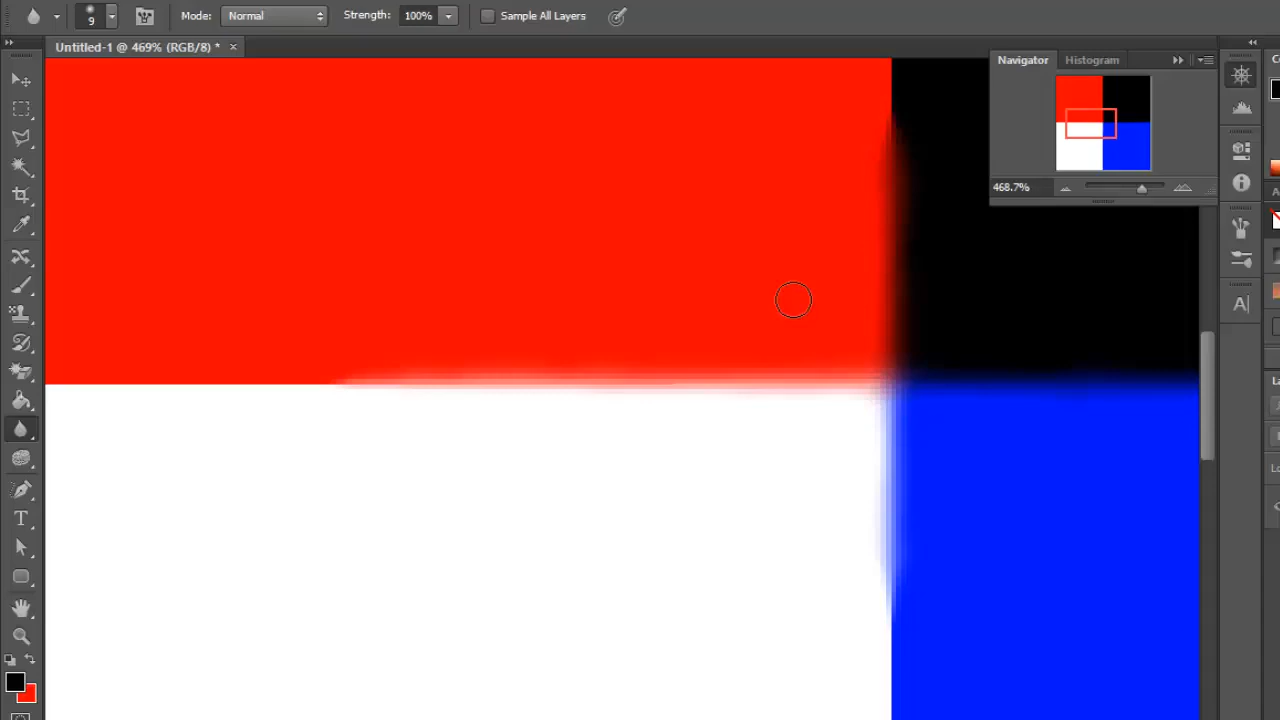 9 Mode: Normal Strength: 100% Sample All Layers
Untitled-1 @ 469% (RGB/8) * ×
Navigator Histogram
468.7%
T
A